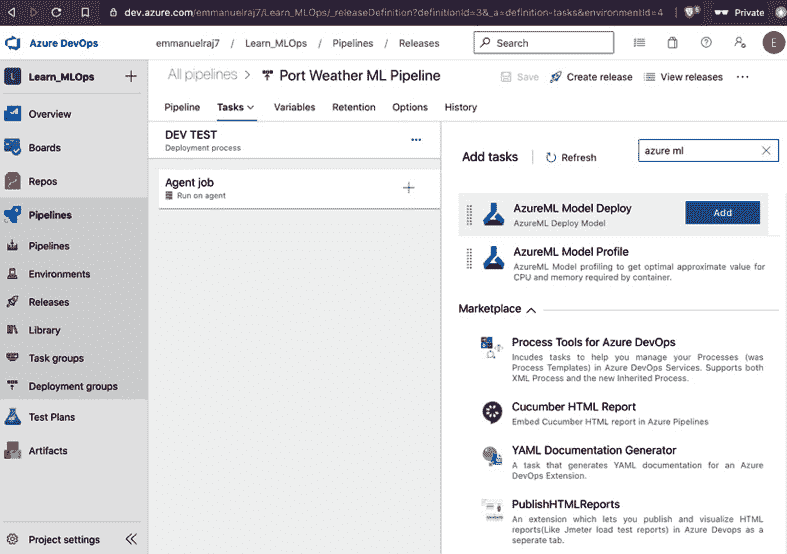 dev.azure.com/emmanuelraj7/Learn_MLOps/_releaseDefinition?definitionId=3&_a=definition-tasks&environmentId=4
Private
Azure DevOps
emmanuelraj7 / Learn_MLOps / Pipelines / Releases
Search
E
Learn_MLOps
All pipelines > Port Weather ML Pipeline
Save
Create release
View releases
...
Pipeline
Tasks
Variables
Retention
Options
History
Overview
Boards
Repos
Pipelines
Pipelines
Environments
Releases
Library
Task groups
Deployment groups
Test Plans
Artifacts
Project settings
DEV TEST
Deployment process
...
Agent job
Run on agent
Add tasks
Refresh
azure ml
AzureML Model Deploy
AzureML Deploy Model
Add
AzureML Model Profile
AzureML Model profiling to get optimal approximate value for
CPU and memory required by container.
Marketplace
Process Tools for Azure DevOps
Incudes tasks to help you manage your Processes (was
Process Templates) in Azure DevOps Services. Supports both
XML Process and the new Inherited Process.
Cucumber HTML Report
Embed Cucumber HTML report in Azure Pipelines
YAML Documentation Generator
A task that generates YAML documentation for an Azure
DevOps Extension.
PublishHTMLReports
An extension which lets you publish and visualize HTML
reports(Like Jmeter load test reports) in Azure Devops as a
seperate tab.